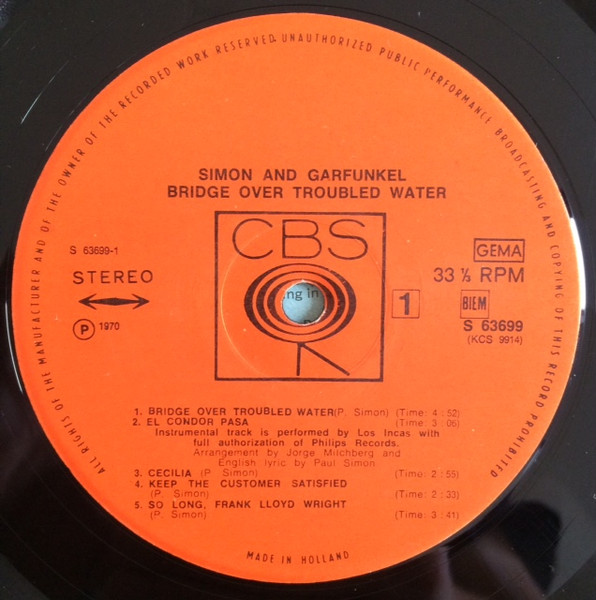 ALL RIGHTS OF THE MANUFACTURER AND OF THE OWNER OF THE RECORDED WORK RESERVED. UNAUTHORIZED PUBLIC PERFORMANCE BROADCASTING AND COPYING OF THIS RECORD PROHIBITED
SIMON AND GARFUNKEL
BRIDGE OVER TROUBLED WATER
CBS
S 63699-1
STEREO
P 1970
ng in
GEMA
33 ⅓ RPM
1
BIEM
S 63699
(KCS 9914)
1. BRIDGE OVER TROUBLED WATER(P. Simon) (Time: 4:52)
2. EL CONDOR PASA (Time: 3:06)
Instrumental track is performed by Los Incas with
full authorization of Philips Records.
Arrangement by Jorge Milchberg and
English lyric by Paul Simon
3. CECILIA (P. Simon) (Time: 2:55)
4. KEEP THE CUSTOMER SATISFIED
(P. Simon) (Time: 2:33)
5. SO LONG, FRANK LLOYD WRIGHT
(P. Simon) (Time: 3:41)
MADE IN HOLLAND